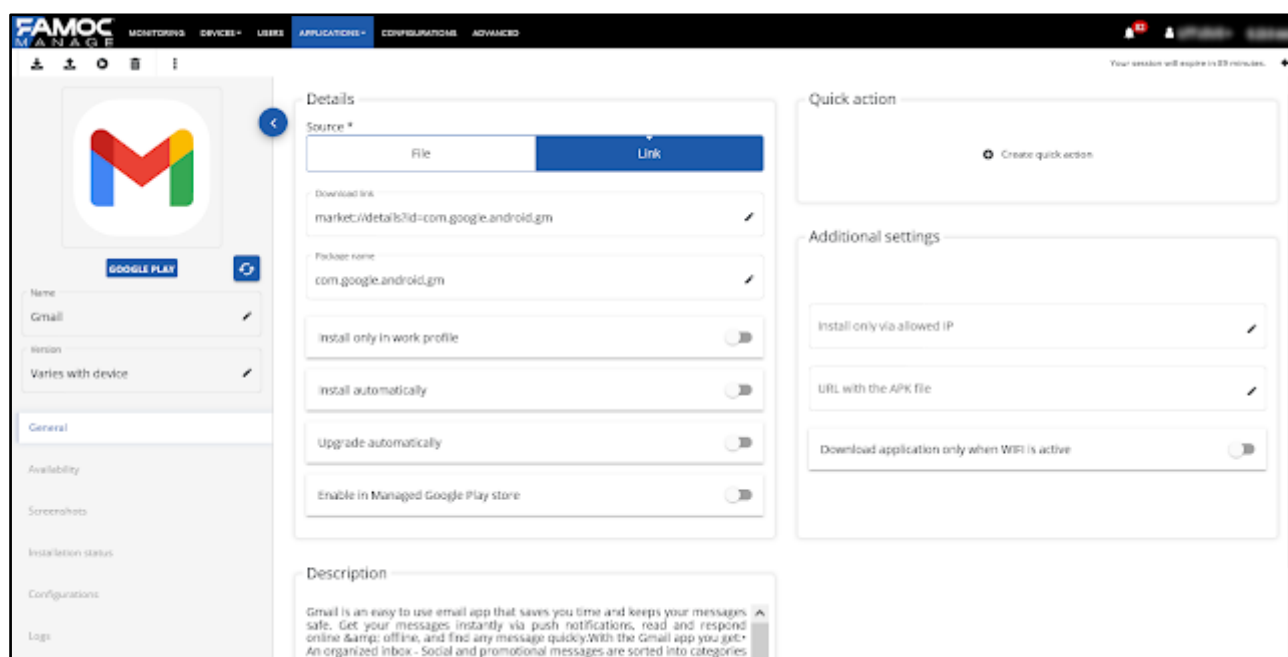 FAMOC
MANAGE
MONITORING
DEVICES
USERS
APPLICATIONS
CONFIGURATIONS
ADVANCED
Your session will expire in 89 minutes.
GOOGLE PLAY
Name
Gmail
Version
Varies with device
General
Availability
Screenshots
Installation status
Configurations
Logs
Details
Source *
File
Link
Download link
market://details?id=com.google.android.gm
Package name
com.google.android.gm
Install only in work profile
Install automatically
Upgrade automatically
Enable in Managed Google Play store
Description
Gmail is an easy to use email app that saves you time and keeps your messages
safe. Get your messages instantly via push notifications, read and respond
online &amp; offline, and find any message quickly.With the Gmail app you get:•
An organized inbox - Social and promotional messages are sorted into categories
Quick action
Create quick action
Additional settings
Install only via allowed IP
URL with the APK file
Download application only when WIFI is active